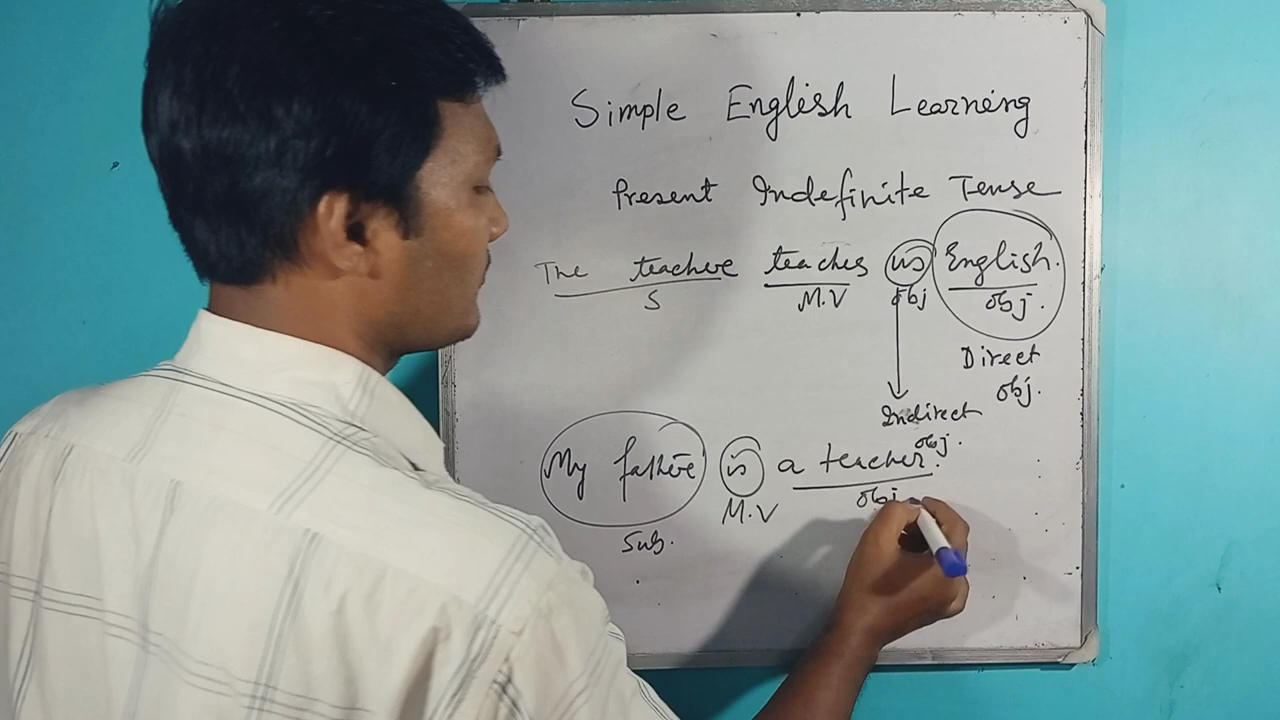 Simple English Learning
Present Indefinite Tense
The teacher teaches us English.
S M.V obj obj.
Direct
obj.
Indirect
obj.
My father is a teacher.
M.V obj
Sub.